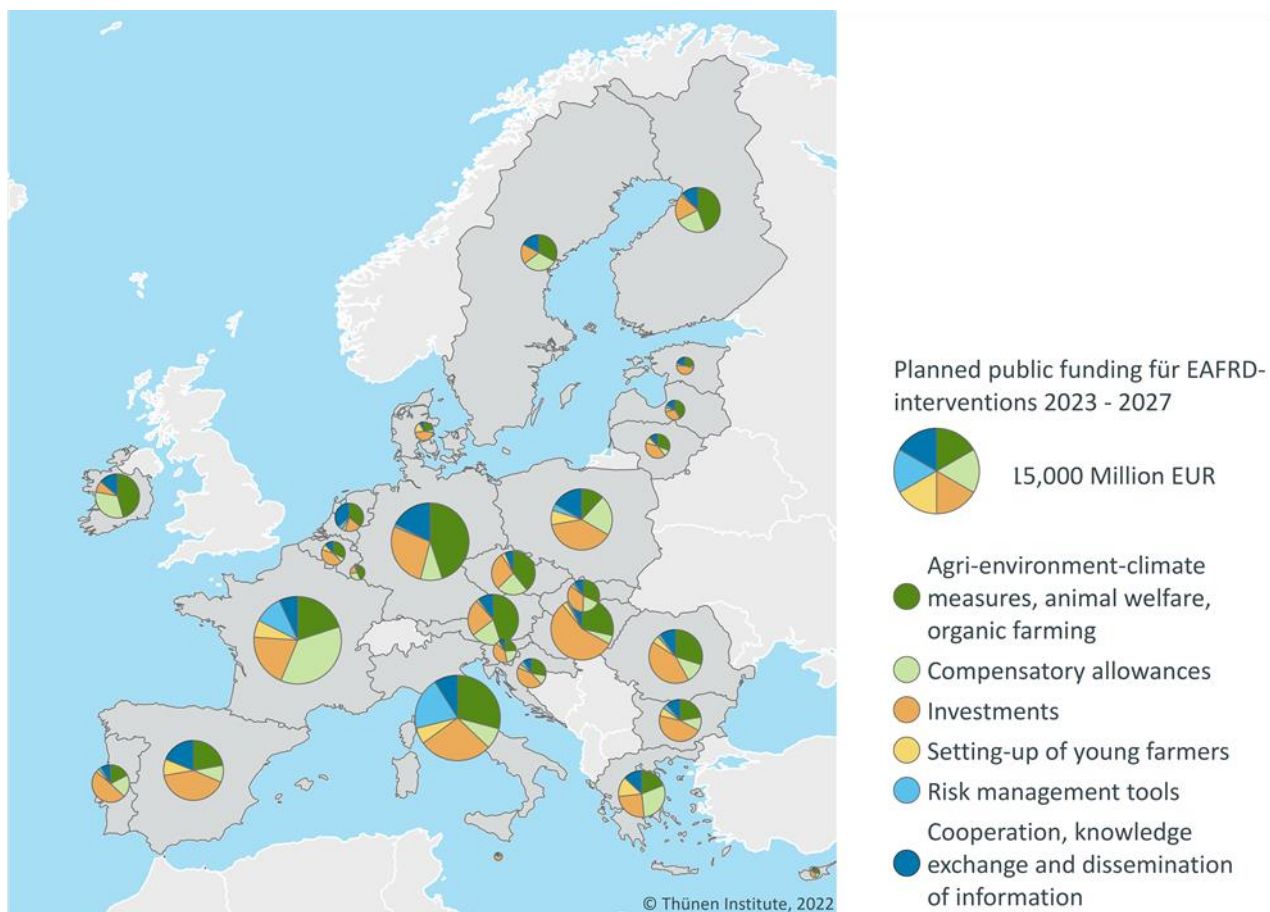 Planned public funding für EAFRD-
interventions 2023 - 2027
15,000 Million EUR
Agri-environment-climate
measures, animal welfare,
organic farming
Compensatory allowances
Investments
Setting-up of young farmers
Risk management tools
Cooperation, knowledge
exchange and dissemination
of information
© Thünen Institute, 2022